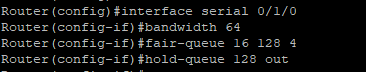 Router(config)#interface serial 0/1/0
Router(config-if)#bandwidth 64
Router(config-if)#fair-queue 16 128 4
Router(config-if)#hold-queue 128 out